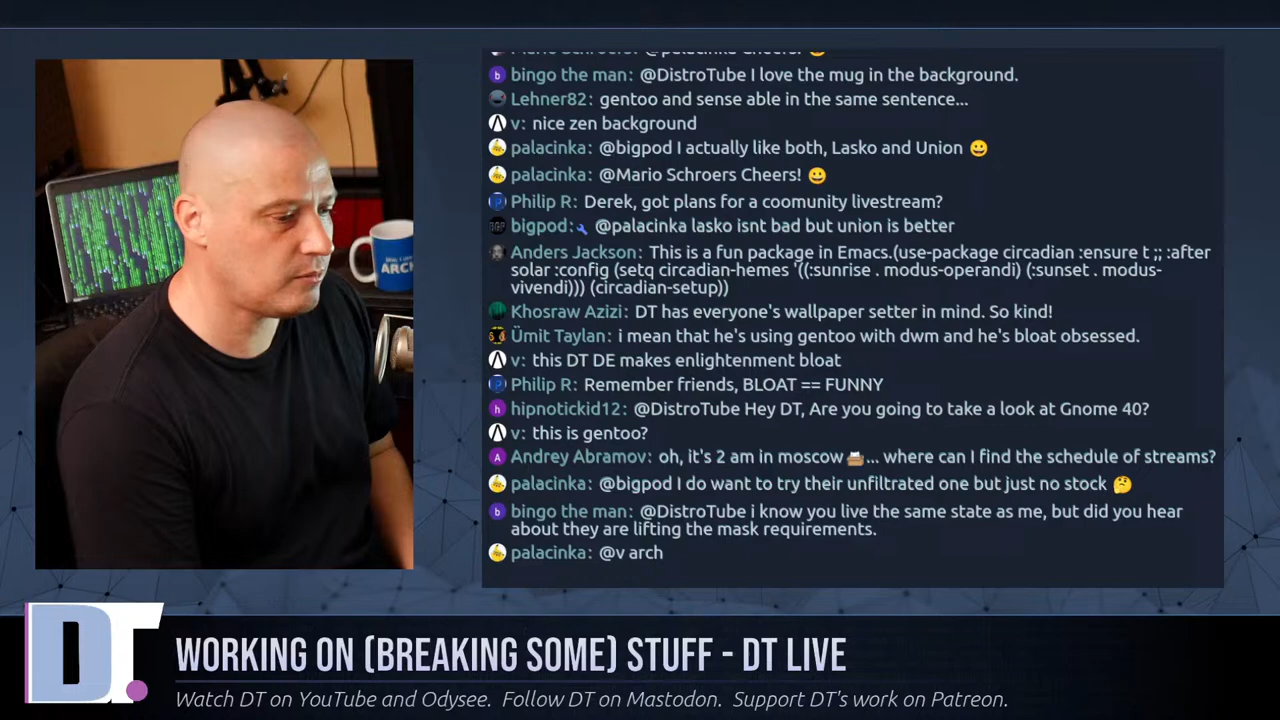 @palacinka Cheers!
bingo the man: @DistroTube I love the mug in the background.
Lehner82: gentoo and sense able in the same sentence...
v: nice zen background
palacinka: @bigpod I actually like both, Lasko and Union 😀
palacinka: @Mario Schroers Cheers! 😀
Philip R: Derek, got plans for a coomunity livestream?
bigpod: @palacinka lasko isnt bad but union is better
Anders Jackson: This is a fun package in Emacs.(use-package circadian :ensure t ;; :after
solar :config (setq circadian-hemes '((:sunrise . modus-operandi) (:sunset . modus-
vivendi))) (circadian-setup))
Khosraw Azizi: DT has everyone's wallpaper setter in mind. So kind!
Ümit Taylan: i mean that he's using gentoo with dwm and he's bloat obsessed.
v: this DT DE makes enlightenment bloat
Philip R: Remember friends, BLOAT == FUNNY
hipnotickid12: @DistroTube Hey DT, Are you going to take a look at Gnome 40?
v: this is gentoo?
Andrey Abramov: oh, it's 2 am in moscow... where can I find the schedule of streams?
palacinka: @bigpod I do want to try their unfiltrated one but just no stock 🤔
bingo the man: @DistroTube i know you live the same state as me, but did you hear
about they are lifting the mask requirements.
palacinka: @v arch
ARCH
DT.
WORKING ON (BREAKING SOME) STUFF - DT LIVE
Watch DT on YouTube and Odysee. Follow DT on Mastodon. Support DT's work on Patreon.